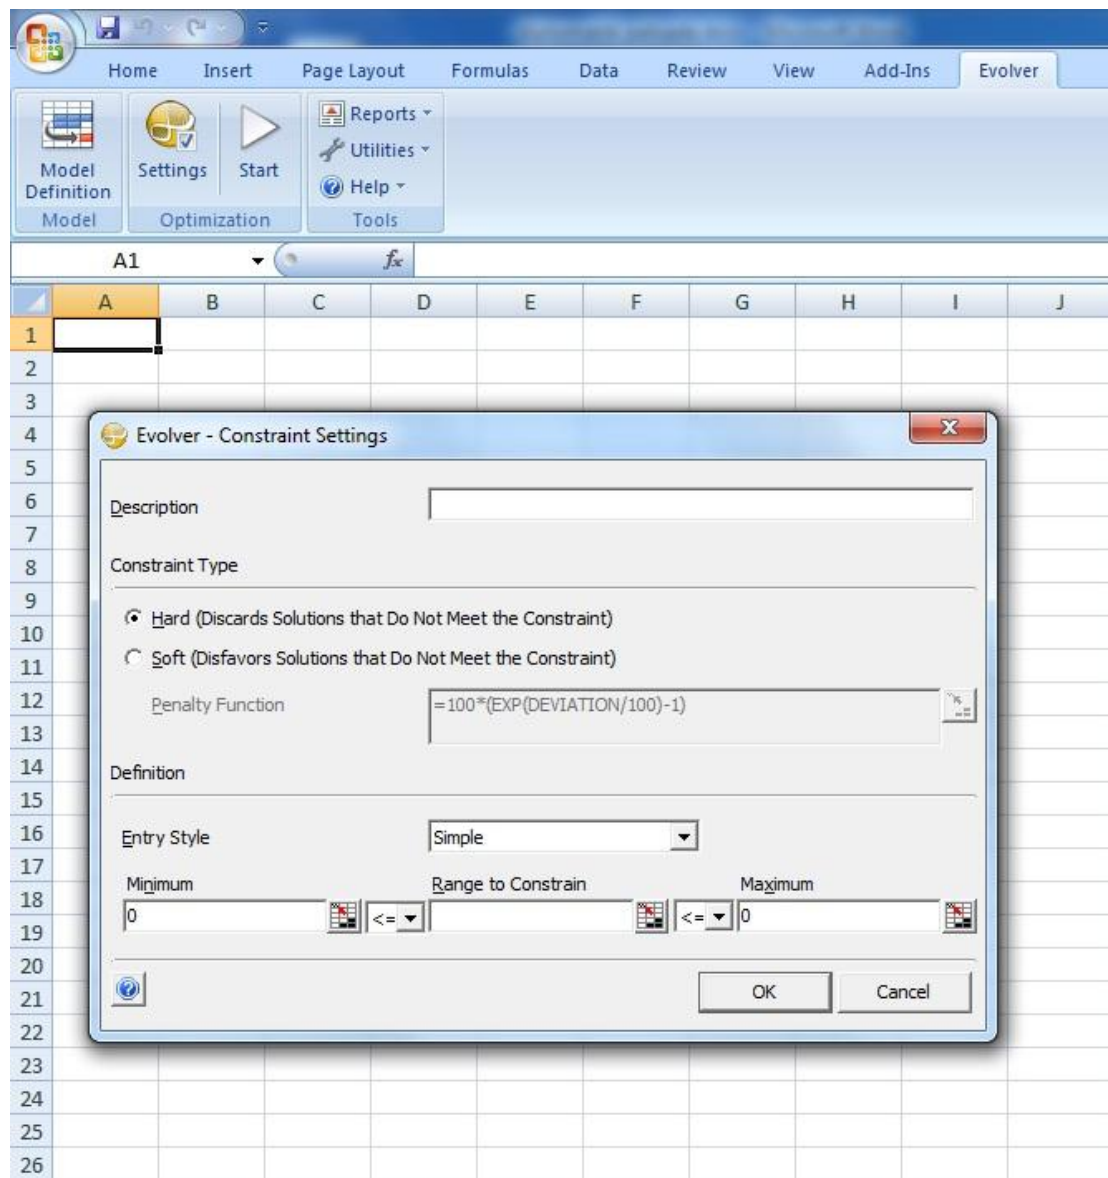 Home Insert Page Layout Formulas Data Review View Add-Ins Evolver
Reports
Utilities
Help
Model Definition
Settings
Start
Model Optimization Tools
A1 fx
A B C D E F G H I J
1
2
3
4
5
6
7
8
9
10
11
12
13
14
15
16
17
18
19
20
21
22
23
24
25
26
Evolver - Constraint Settings
Description
Constraint Type
Hard (Discards Solutions that Do Not Meet the Constraint)
Soft (Disfavors Solutions that Do Not Meet the Constraint)
Penalty Function =100*(EXP(DEVIATION/100)-1)
Definition
Entry Style Simple
Minimum Range to Constrain Maximum
0 <= <= 0
OK Cancel